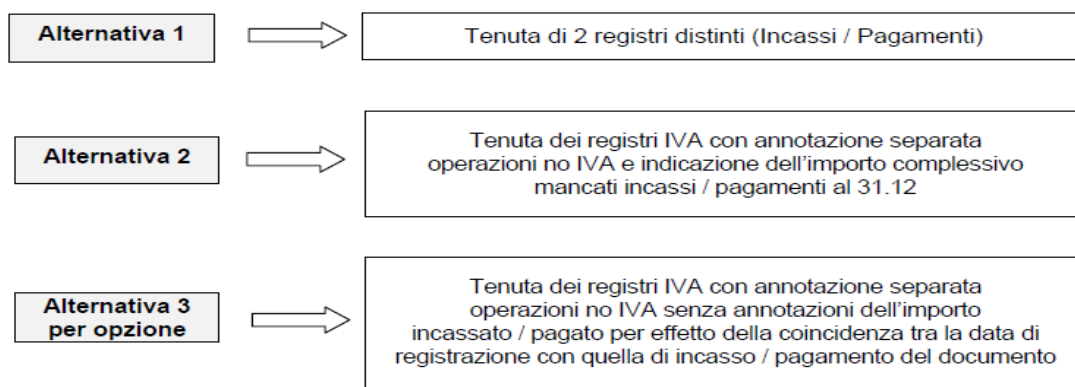 Alternativa 1
Tenuta di 2 registri distinti (Incassi / Pagamenti)
Alternativa 2
Tenuta dei registri IVA con annotazione separata
operazioni no IVA e indicazione dell'importo complessivo
mancati incassi / pagamenti al 31.12
Alternativa 3
per opzione
Tenuta dei registri IVA con annotazione separata
operazioni no IVA senza annotazioni dell'importo
incassato / pagato per effetto della coincidenza tra la data di
registrazione con quella di incasso / pagamento del documento